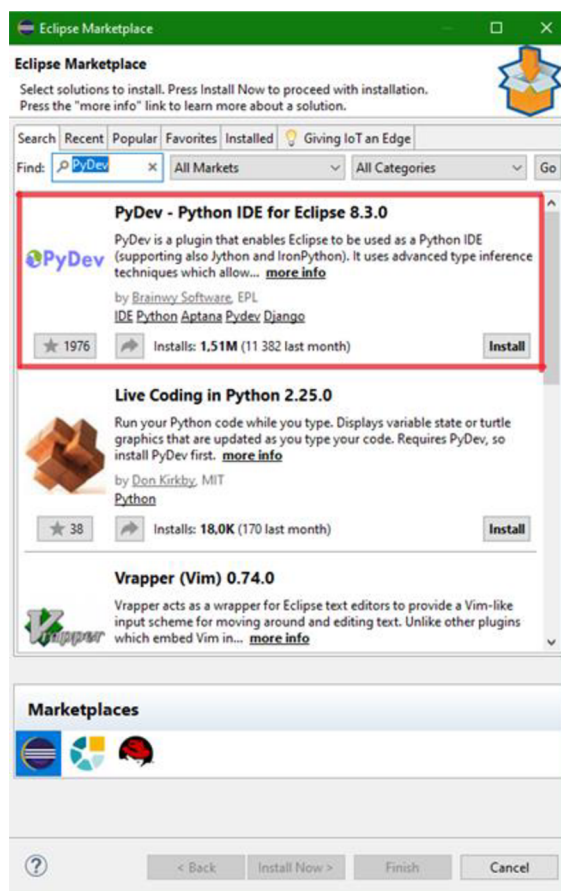 Eclipse Marketplace
Eclipse Marketplace
Select solutions to install. Press Install Now to proceed with installation.
Press the "more info" link to learn more about a solution.
Search Recent Popular Favorites Installed Giving IoT an Edge
Find: PyDev All Markets All Categories Go
PyDev - Python IDE for Eclipse 8.3.0
PyDev is a plugin that enables Eclipse to be used as a Python IDE
(supporting also Jython and IronPython). It uses advanced type inference
techniques which allow... more info
PyDev
by Brainwy Software, EPL
IDE Python Aptana Pydev Django
1976 Installs: 1,51M (11 382 last month) Install
Live Coding in Python 2.25.0
Run your Python code while you type. Displays variable state or turtle
graphics that are updated as you type your code. Requires PyDev, so
install PyDev first. more info
by Don Kirkby, MIT
Python
38 Installs: 18,0K (170 last month) Install
Vrapper (Vim) 0.74.0
Vrapper acts as a wrapper for Eclipse text editors to provide a Vim-like
input scheme for moving around and editing text. Unlike other plugins
which embed Vim in... more info
Vrapper
Marketplaces
< Back Install Now > Finish Cancel